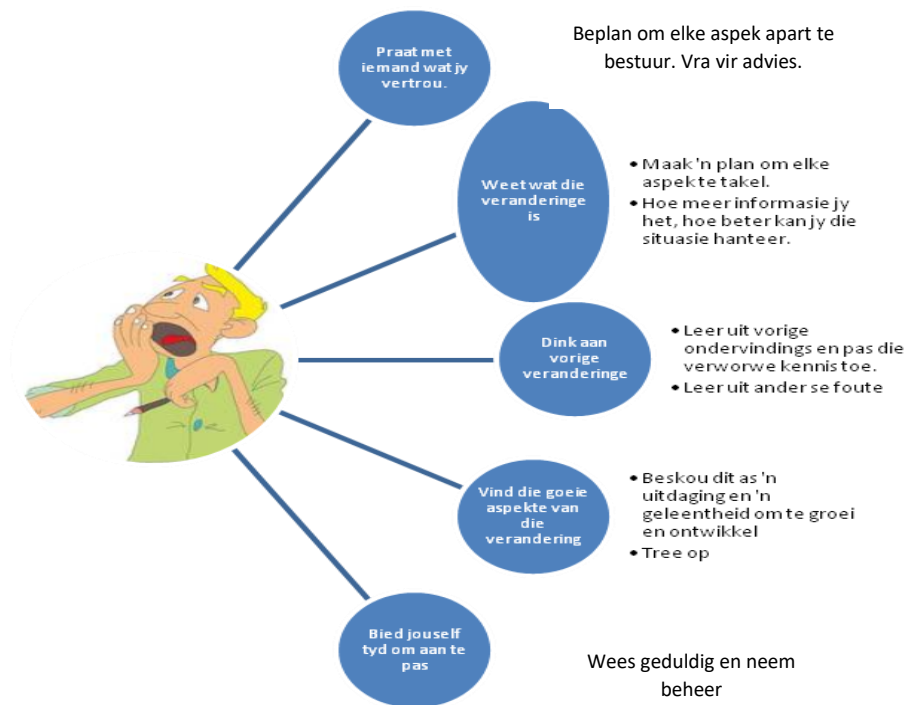 Praat met
iemand wat jy
vertrou.
Beplan om elke aspek apart te
bestuur. Vra vir advies.
Weet wat die
veranderinge
is
• Maak 'n plan om elke
aspek te takel.
• Hoe meer informasie jy
het, hoe beter kan jy die
situasie hanteer.
Dink aan
vorige
veranderinge
• Leer uit vorige
ondervindings en pas die
verworwe kennis toe.
• Leer uit ander se foute
Vind die goeie
aspekte van
die
verandering
• Beskou dit as 'n
uitdaging en 'n
geleentheid om te groei
en ontwikkel
• Tree op
Bied jouself
tyd om aan te
pas
Wees geduldig en neem
beheer